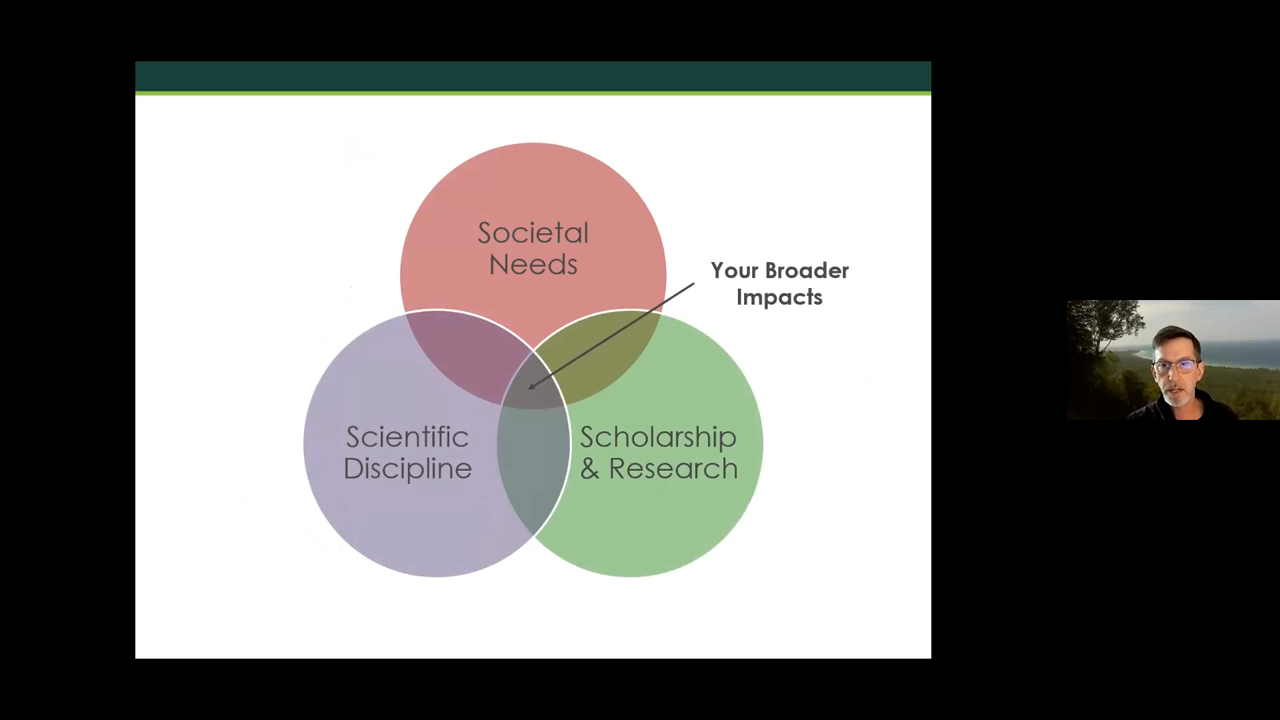 Societal
Needs
Your Broader
Impacts
Scientific
Discipline
Scholarship
& Research